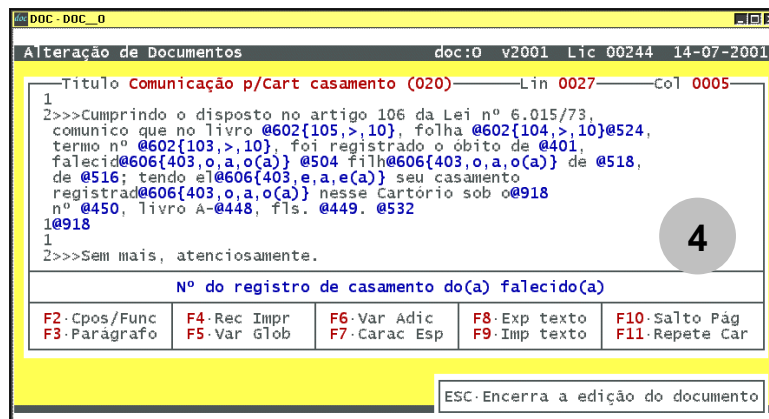 doc DOC - DOC__0
Alteração de Documentos doc:0 v2001 Lic 00244 14-07-2001
Título Comunicação p/Cart casamento (020) Lin 0027 Col 0005
1
2>>>Cumprindo o disposto no artigo 106 da Lei nº 6.015/73,
comunico que no livro @602{105,>,10}, folha @602{104,>,10}@524,
termo nº @602{103,>,10}, foi registrado o óbito de @401,
falecid@606{403,o,a,o(a)} @504 filh@606{403,o,a,o(a)} de @518,
de @516; tendo el@606{403,e,a,e(a)} seu casamento
registrad@606{403,o,a,o(a)} nesse Cartório sob o@918
nº @450, livro A-@448, fls. @449. @532
1@918
1
2>>>Sem mais, atenciosamente.
4
Nº do registro de casamento do(a) falecido(a)
F2·Cpos/Func F4·Rec Impr F6·Var Adic F8·Exp texto F10·Salto Pág
F3·Parágrafo F5·Var Glob F7·Carac Esp F9·Imp texto F11·Repete Car
ESC·Encerra a edição do documento